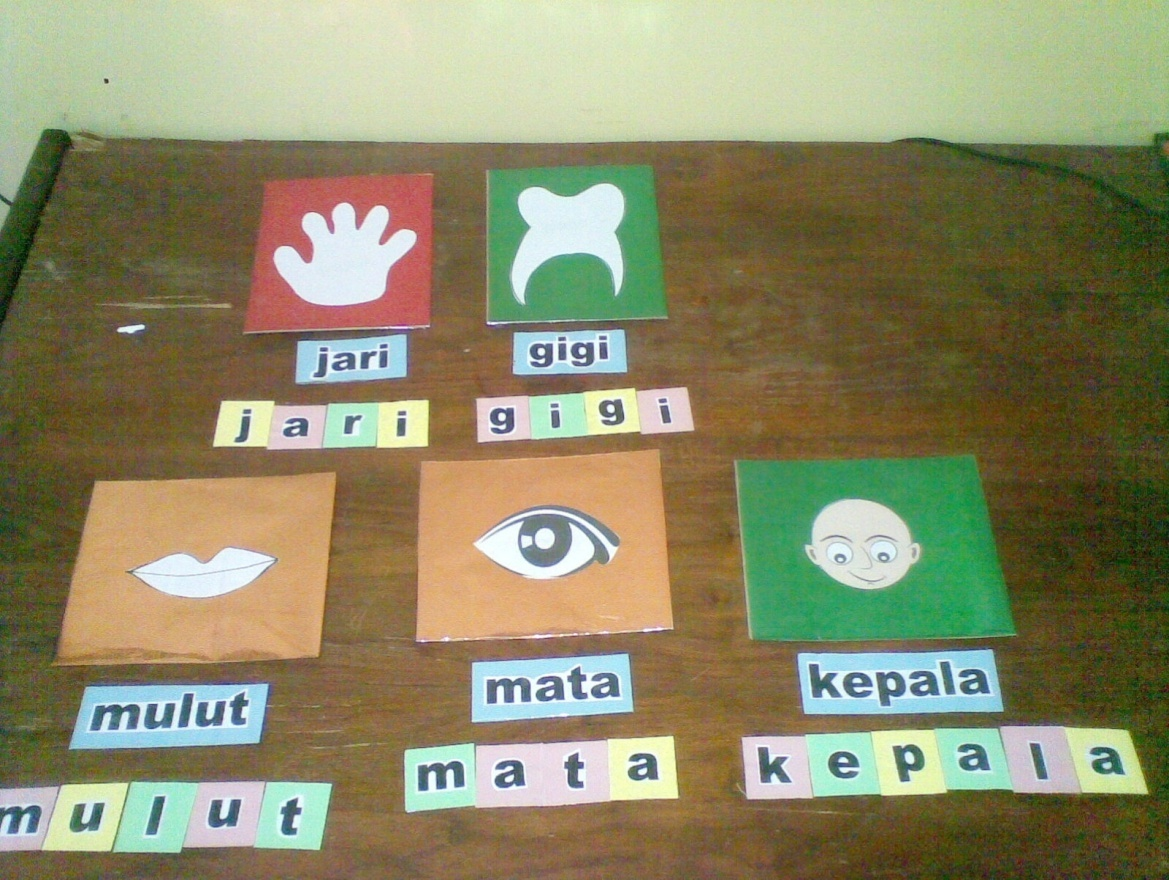 jari gigi
j a r i g i g i
mulut mata kepala
m u l u t m a t a k e p a l a